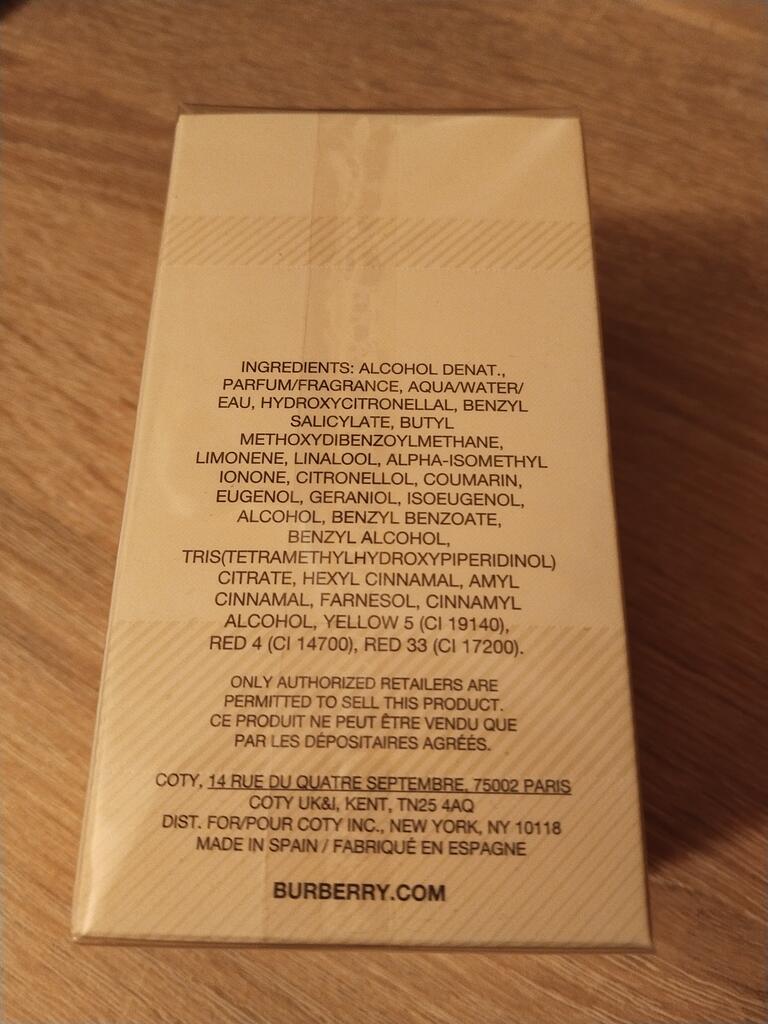 INGREDIENTS: ALCOHOL DENAT.,
PARFUM/FRAGRANCE, AQUA/WATER/
EAU, HYDROXYCITRONELLAL, BENZYL
SALICYLATE, BUTYL
METHOXYDIBENZOYLMETHANE,
LIMONENE, LINALOOL, ALPHA-ISOMETHYL
IONONE, CITRONELLOL, COUMARIN,
EUGENOL, GERANIOL, ISOEUGENOL,
ALCOHOL, BENZYL BENZOATE,
BENZYL ALCOHOL,
TRIS(TETRAMETHYLHYDROXYPIPERIDINOL)
CITRATE, HEXYL CINNAMAL, AMYL
CINNAMAL, FARNESOL, CINNAMYL
ALCOHOL, YELLOW 5 (CI 19140),
RED 4 (CI 14700), RED 33 (CI 17200).
ONLY AUTHORIZED RETAILERS ARE
PERMITTED TO SELL THIS PRODUCT.
CE PRODUIT NE PEUT ÊTRE VENDU QUE
PAR LES DÉPOSITAIRES AGRÉÉS.
COTY, 14 RUE DU QUATRE SEPTEMBRE, 75002 PARIS
COTY UK&I, KENT, TN25 4AQ
DIST. FOR/POUR COTY INC., NEW YORK, NY 10118
MADE IN SPAIN / FABRIQUÉ EN ESPAGNE
BURBERRY.COM